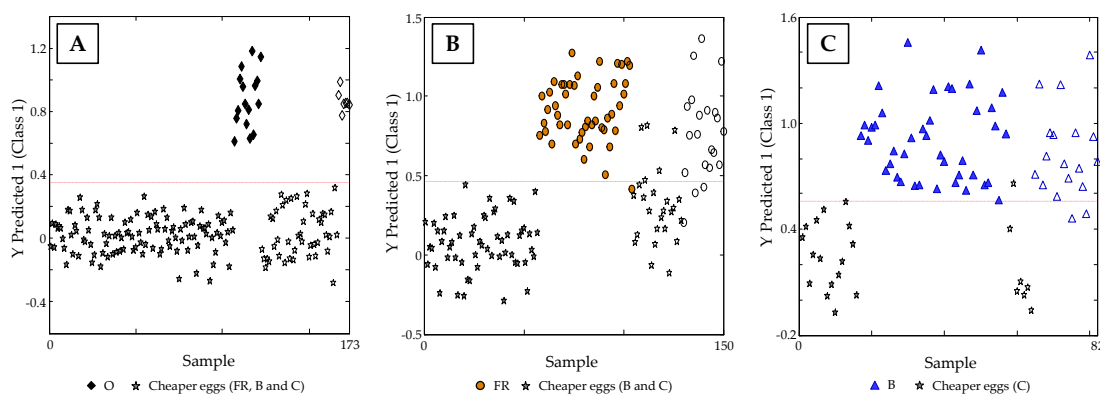 A
Y Predicted 1 (Class 1)
1.2
0.8
0.4
0
-0.4
0
173
Sample
O
Cheaper eggs (FR, B and C)
B
Y Predicted 1 (Class 1)
1.5
1.0
0.5
0
-0.5
0
150
Sample
FR
Cheaper eggs (B and C)
C
Y Predicted 1 (Class 1)
1.6
1.0
0.4
-0.2
0
82
Sample
B
Cheaper eggs (C)